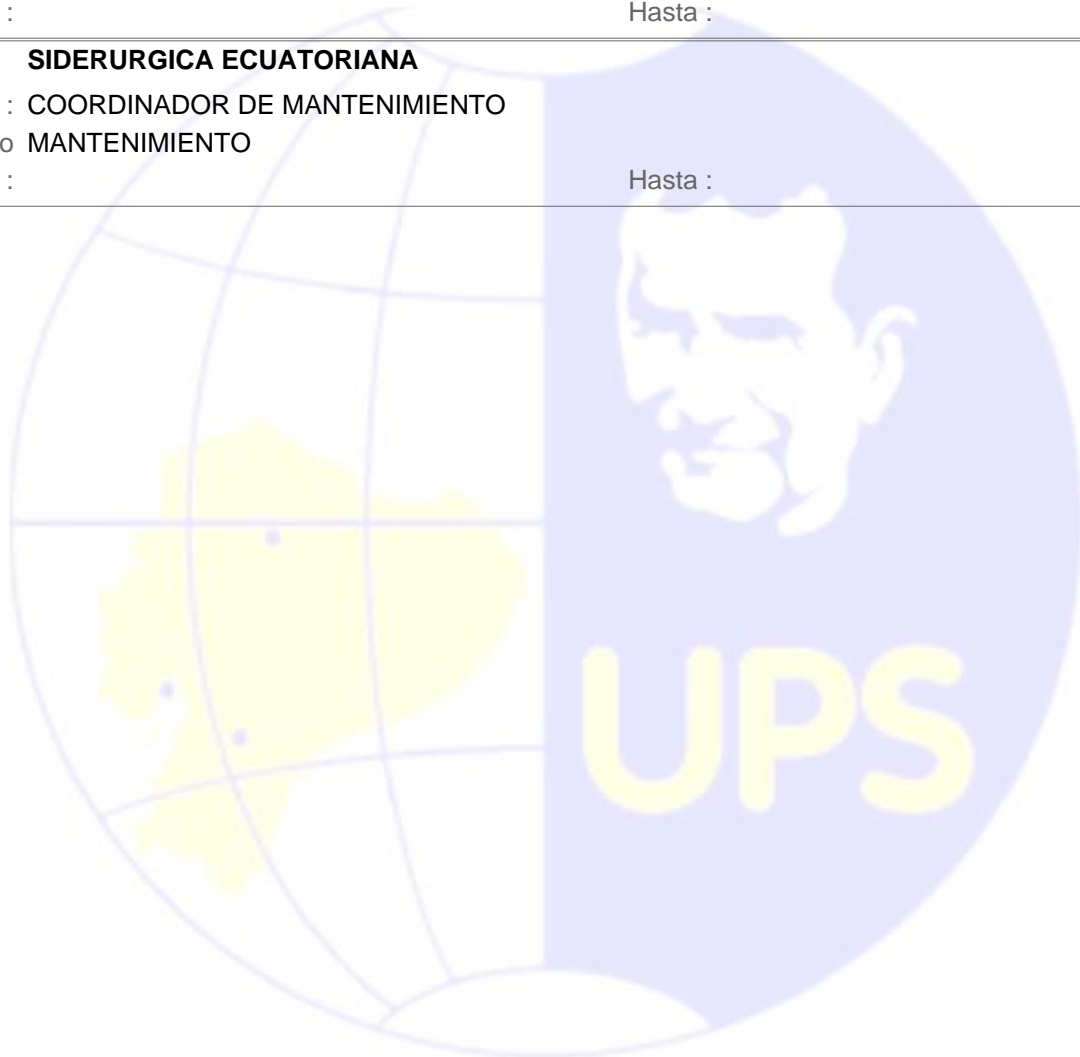 : Hasta :
SIDERURGICA ECUATORIANA
: COORDINADOR DE MANTENIMIENTO
o MANTENIMIENTO
: Hasta :
UPS